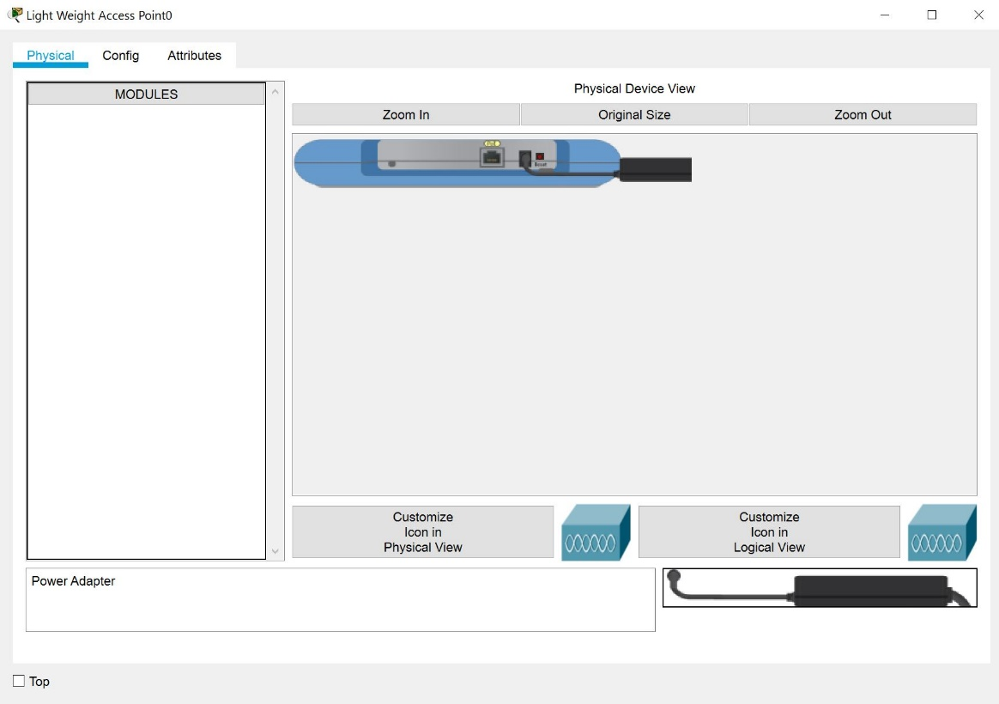 Light Weight Access Point0
Physical
Config
Attributes
MODULES
Physical Device View
Zoom In
Original Size
Zoom Out
PoE
Reset
Customize
Icon in
Physical View
Customize
Icon in
Logical View
Power Adapter
Top